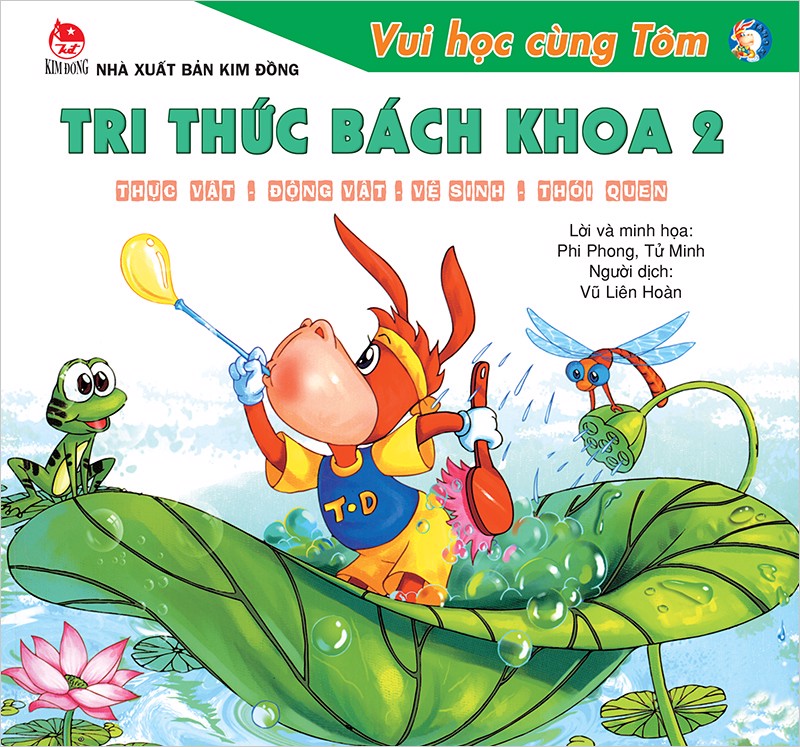 Vui học cùng Tôm
KIM ĐỒNG
NHÀ XUẤT BẢN KIM ĐỒNG
TRI THỨC BÁCH KHOA 2
THỰC VẬT - ĐỘNG VẬT - VỆ SINH - THÓI QUEN
Lời và minh họa:
Phi Phong, Tử Minh
Người dịch:
Vũ Liên Hoàn
T·D